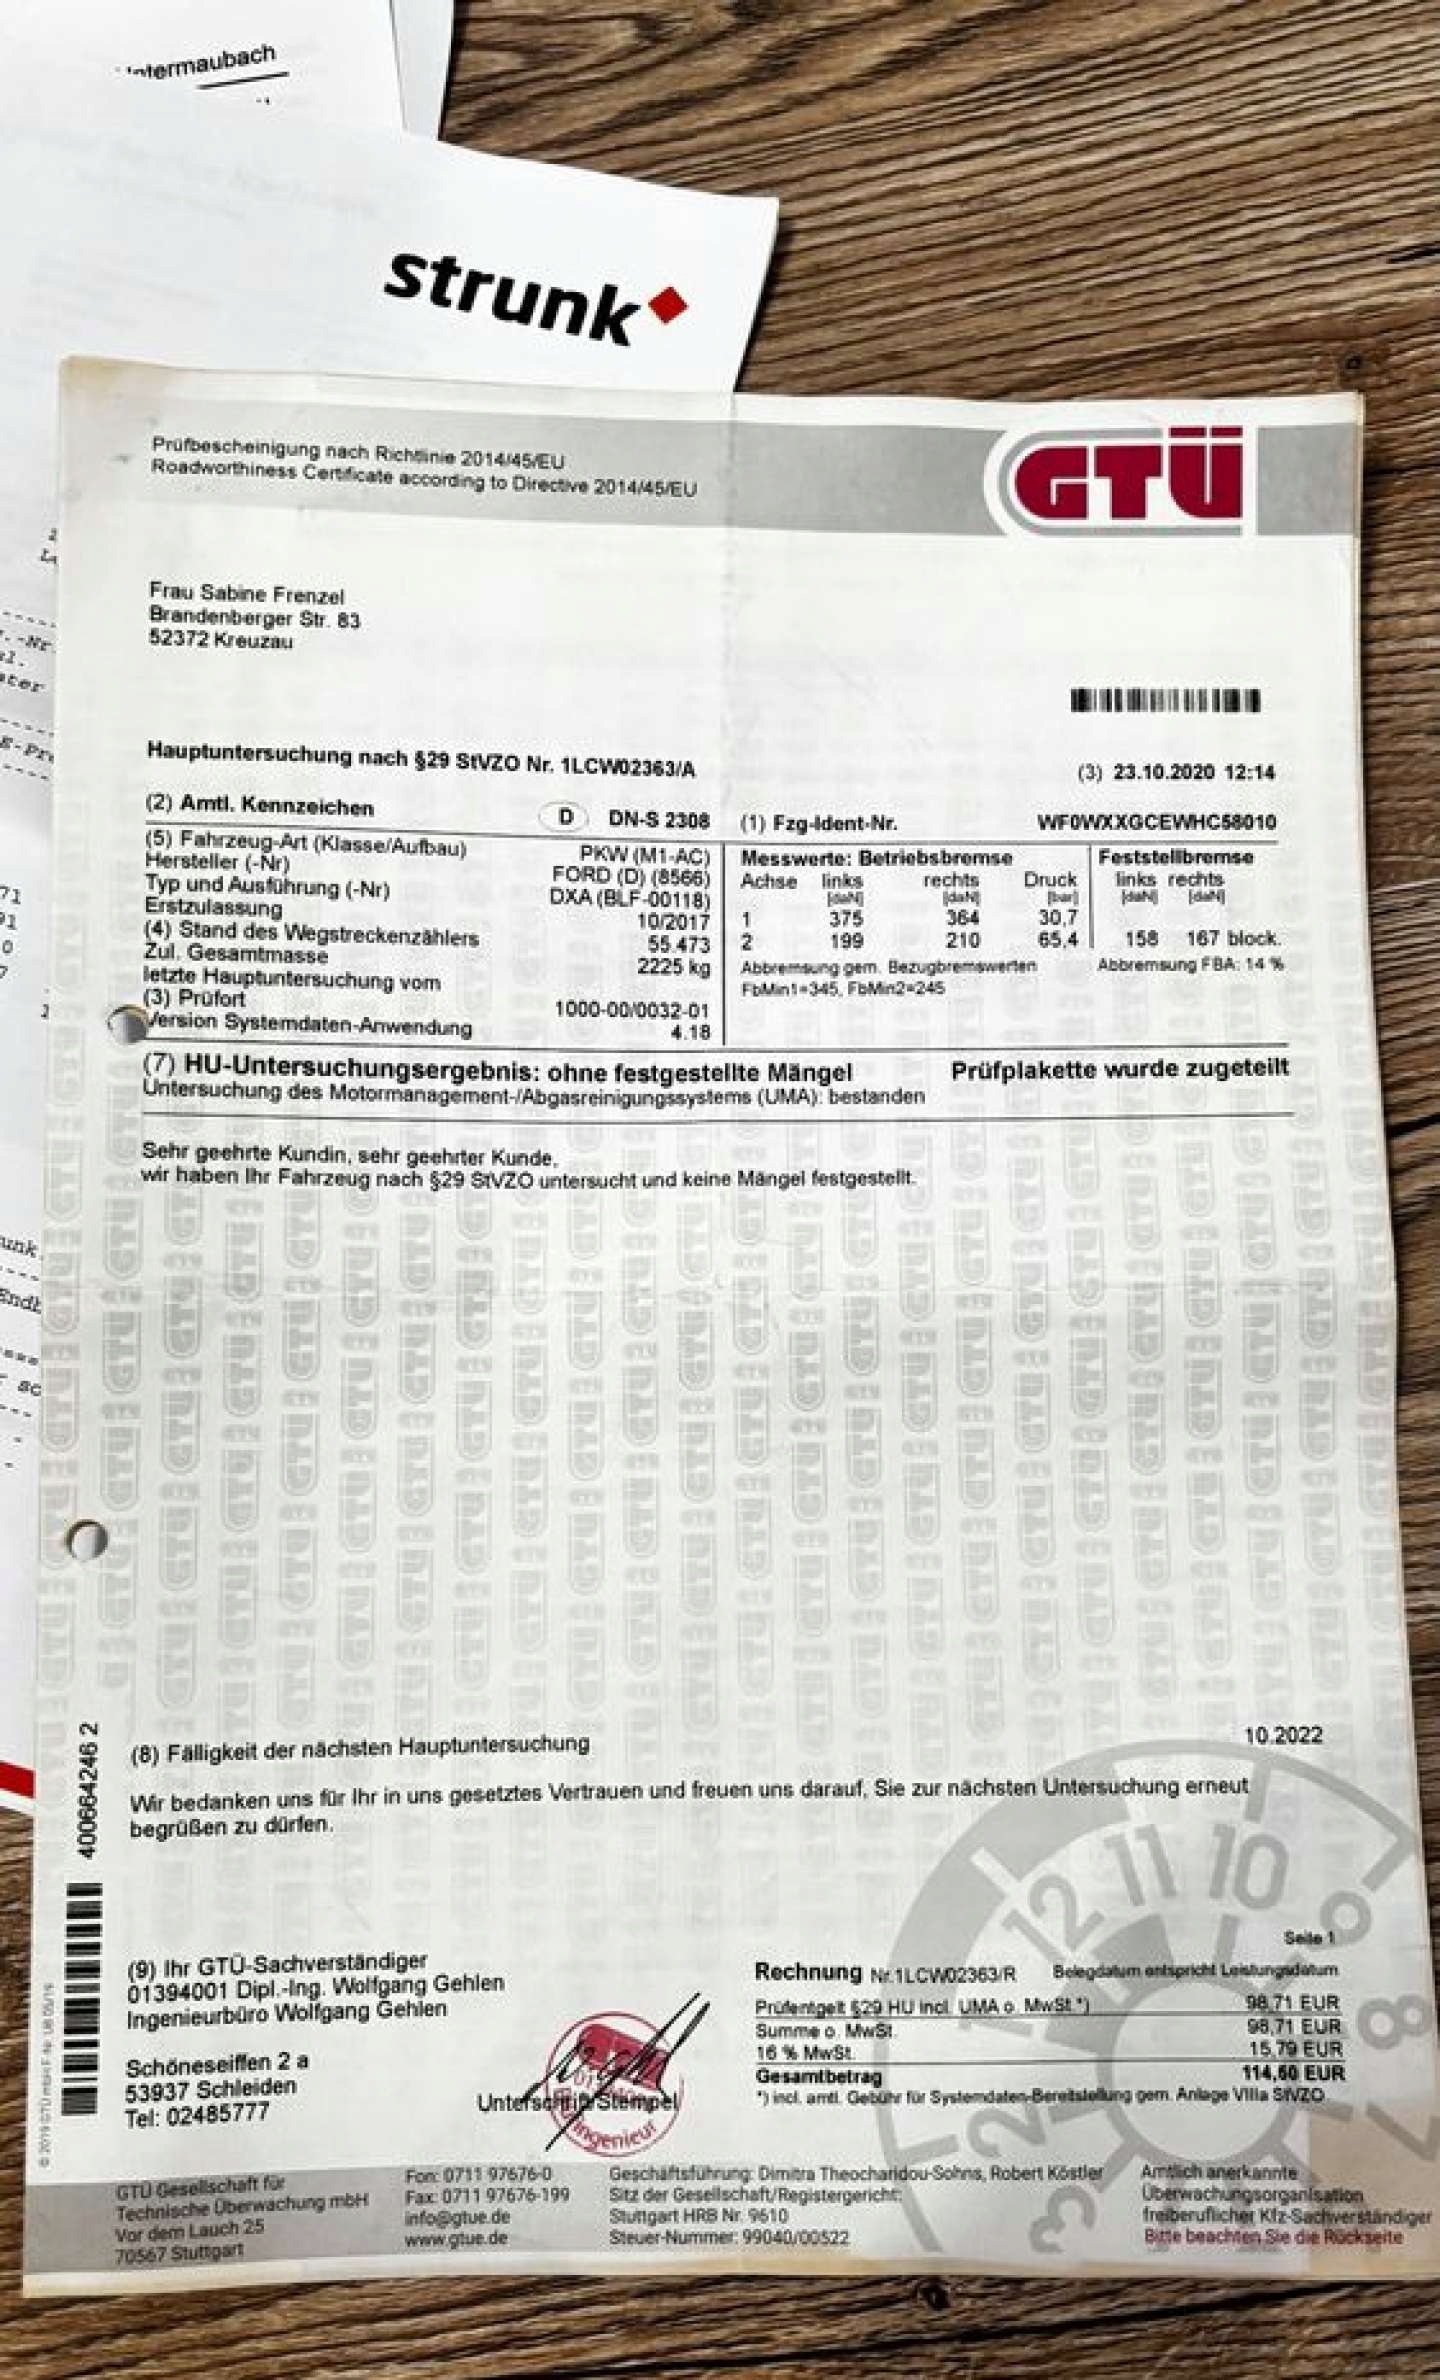 termaubach
strunk
Prüfbescheinigung nach Richtlinie 2014/45/EU
Roadworthiness Certificate according to Directive 2014/45/EU
GTÜ
Frau Sabine Frenzel
Brandenberger Str. 83
52372 Kreuzau
Hauptuntersuchung nach §29 StVZO Nr. 1LCW02363/A
(3) 23.10.2020 12:14
(2) Amtl. Kennzeichen D DN-S 2308
(1) Fzg-Ident-Nr. WF0WXXGCEWHC58010
(5) Fahrzeug-Art (Klasse/Aufbau) PKW (M1-AC)
Hersteller (-Nr) FORD (D) (8566)
Typ und Ausführung (-Nr) DXA (BLF-00118)
Erstzulassung 10/2017
(4) Stand des Wegstreckenzählers 55.473
Zul. Gesamtmasse 2225 kg
letzte Hauptuntersuchung vom
(3) Prüfort 1000-00/0032-01
Version Systemdaten-Anwendung 4.18
Messwerte: Betriebsbremse Feststellbremse
Achse links rechts Druck links rechts
[daN] [daN] [bar] [daN] [daN]
1 375 364 30,7
2 199 210 65,4 158 167 block.
Abbremsung gem. Bezugbremswerten Abbremsung FBA: 14 %
FbMin1=345, FbMin2=245
(7) HU-Untersuchungsergebnis: ohne festgestellte Mängel Prüfplakette wurde zugeteilt
Untersuchung des Motormanagement-/Abgasreinigungssystems (UMA): bestanden
Sehr geehrte Kundin, sehr geehrter Kunde,
wir haben Ihr Fahrzeug nach §29 StVZO untersucht und keine Mängel festgestellt.
(8) Fälligkeit der nächsten Hauptuntersuchung 10.2022
Wir bedanken uns für Ihr in uns gesetztes Vertrauen und freuen uns darauf, Sie zur nächsten Untersuchung erneut
begrüßen zu dürfen.
400664246 2
Seite 1
(9) Ihr GTÜ-Sachverständiger
01394001 Dipl.-Ing. Wolfgang Gehlen
Ingenieurbüro Wolfgang Gehlen
Schöneseiffen 2 a
53937 Schleiden
Tel: 02485777
Unterschrift/Stempel
Ingenieur
Rechnung Nr.1LCW02363/R Belegdatum entspricht Leistungsdatum
Prüfentgelt §29 HU incl. UMA o. MwSt.*) 98,71 EUR
Summe o. MwSt. 98,71 EUR
16 % MwSt. 15,79 EUR
Gesamtbetrag 114,50 EUR
*) incl. amtl. Gebühr für Systemdaten-Bereitstellung gem. Anlage VIIIa StVZO
12 11 10 9 8 7 3 2
GTÜ Gesellschaft für
Technische Überwachung mbH
Vor dem Lauch 25
70567 Stuttgart
Fon: 0711 97676-0
Fax: 0711 97676-199
info@gtue.de
www.gtue.de
Geschäftsführung: Dimitra Theocharidou-Sohns, Robert Köstler
Sitz der Gesellschaft/Registergericht:
Stuttgart HRB Nr. 9610
Steuer-Nummer: 99040/00522
Amtlich anerkannte
Überwachungsorganisation
freiberuflicher Kfz-Sachverständiger
Bitte beachten Sie die Rückseite